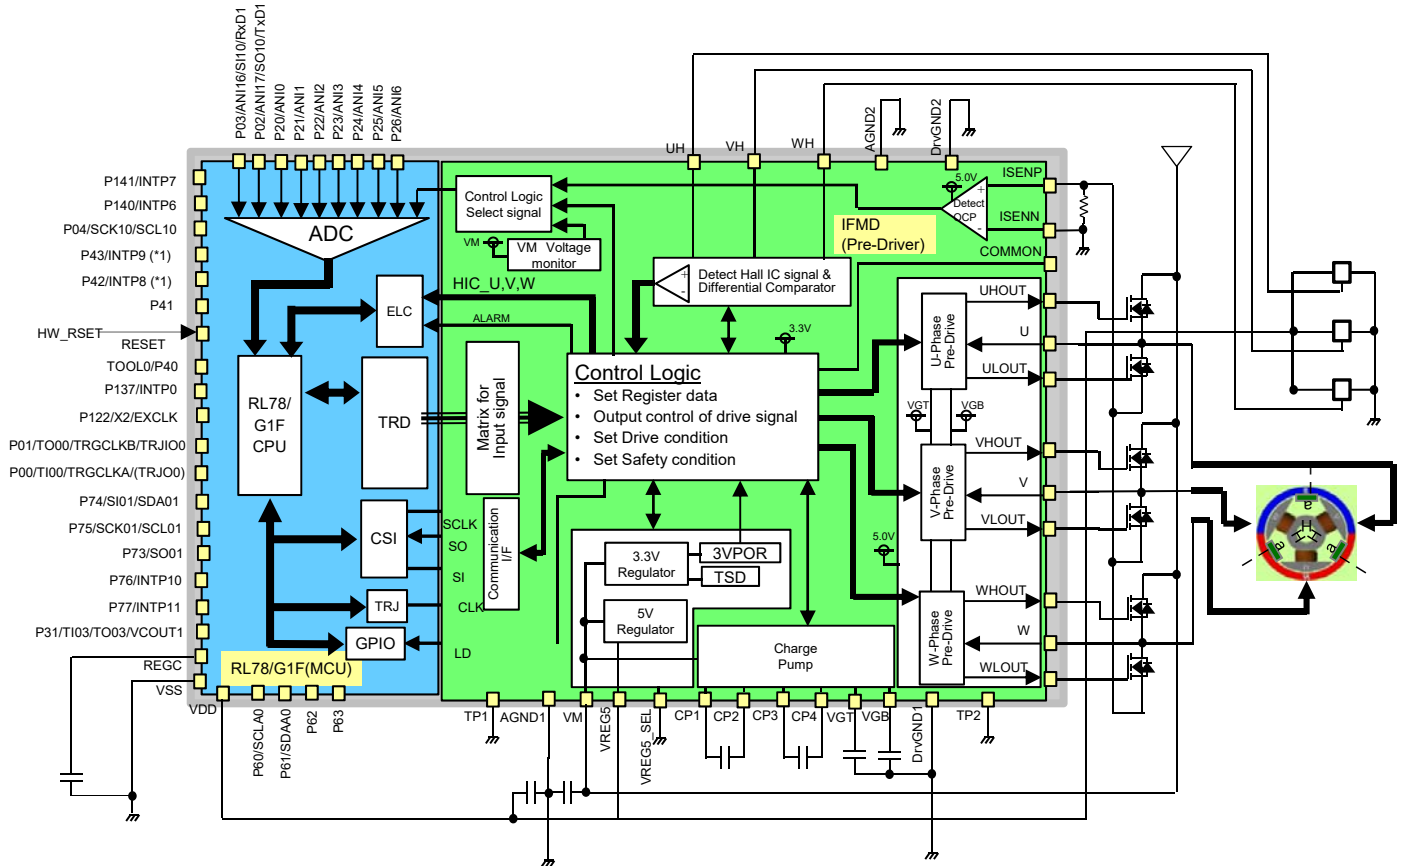 P03/ANI16/SI10/RxD1
P02/ANI17/SO10/TxD1
P20/ANI0
P21/ANI1
P22/ANI2
P23/ANI3
P24/ANI4
P25/ANI5
P26/ANI6
UH
VH
WH
AGND2
DrvGND2
P141/INTP7
P140/INTP6
P04/SCK10/SCL10
P43/INTP9 (*1)
P42/INTP8 (*1)
P41
HW_RSET
RESET
TOOL0/P40
P137/INTP0
P122/X2/EXCLK
P01/TO00/TRGCLKB/TRJIO0
P00/TI00/TRGCLKA/(TRJO0)
P74/SI01/SDA01
P75/SCK01/SCL01
P73/SO01
P76/INTP10
P77/INTP11
P31/TI03/TO03/VCOUT1
REGC
VSS
VDD
ADC
ELC
RL78/
G1F
CPU
TRD
CSI
TRJ
GPIO
RL78/G1F(MCU)
Control Logic
Select signal
VM
VM Voltage
monitor
HIC_U,V,W
ALARM
Matrix for
Input signal
Communication
I/F
SCLK
SO
SI
CLK
LD
5.0V
Detect
OCP
+
-
IFMD
(Pre-Driver)
ISENP
ISENN
COMMON
+
-
Detect Hall IC signal &
Differential Comparator
3.3V
Control Logic
• Set Register data
• Output control of drive signal
• Set Drive condition
• Set Safety condition
U-Phase
Pre-Drive
VGT
VGB
V-Phase
Pre-Drive
5.0V
W-Phase
Pre-Drive
UHOUT
U
ULOUT
VHOUT
V
VLOUT
WHOUT
W
WLOUT
3.3V
Regulator
3VPOR
TSD
5V
Regulator
Charge
Pump
P60/SCLA0
P61/SDAA0
P62
P63
TP1
AGND1
VM
VREG5
VREG5_SEL
CP1
CP2
CP3
CP4
VGT
VGB
DrvGND1
TP2
a
a
a
H
H
H